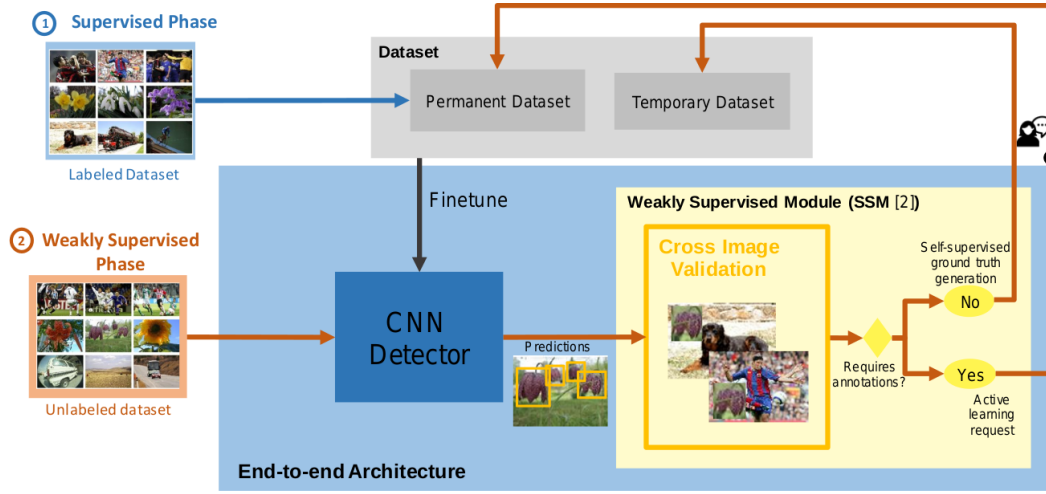 1 Supervised Phase
Labeled Dataset
2 Weakly Supervised
Phase
Unlabeled dataset
Dataset
Permanent Dataset
Temporary Dataset
Finetune
CNN
Detector
Predictions
Weakly Supervised Module (SSM [2])
Cross Image
Validation
Requires
annotations?
Self-supervised
ground truth
generation
No
Yes
Active
learning
request
End-to-end Architecture